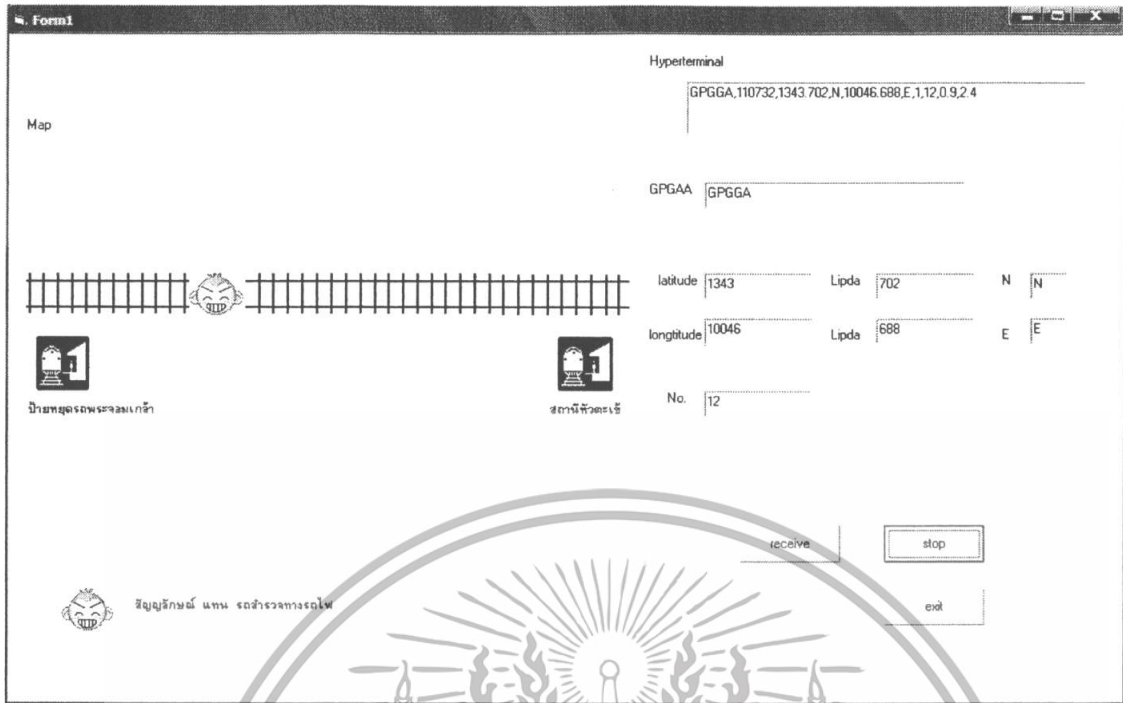 Form1
Hyperterminal
GPGGA,110732,1343.702,N,10046.688,E,1,12,0.9,2.4
Map
GPGAA GPGGA
latitude 1343 Lipda 702 N N
longtitude 10046 Lipda 688 E E
ป้ายหยุดรถพระจอมเกล้า
สถานีหัวตะเข้
No. 12
receive stop
สัญญลักษณ์ แทน รถสำรวจทางรถไฟ
exit